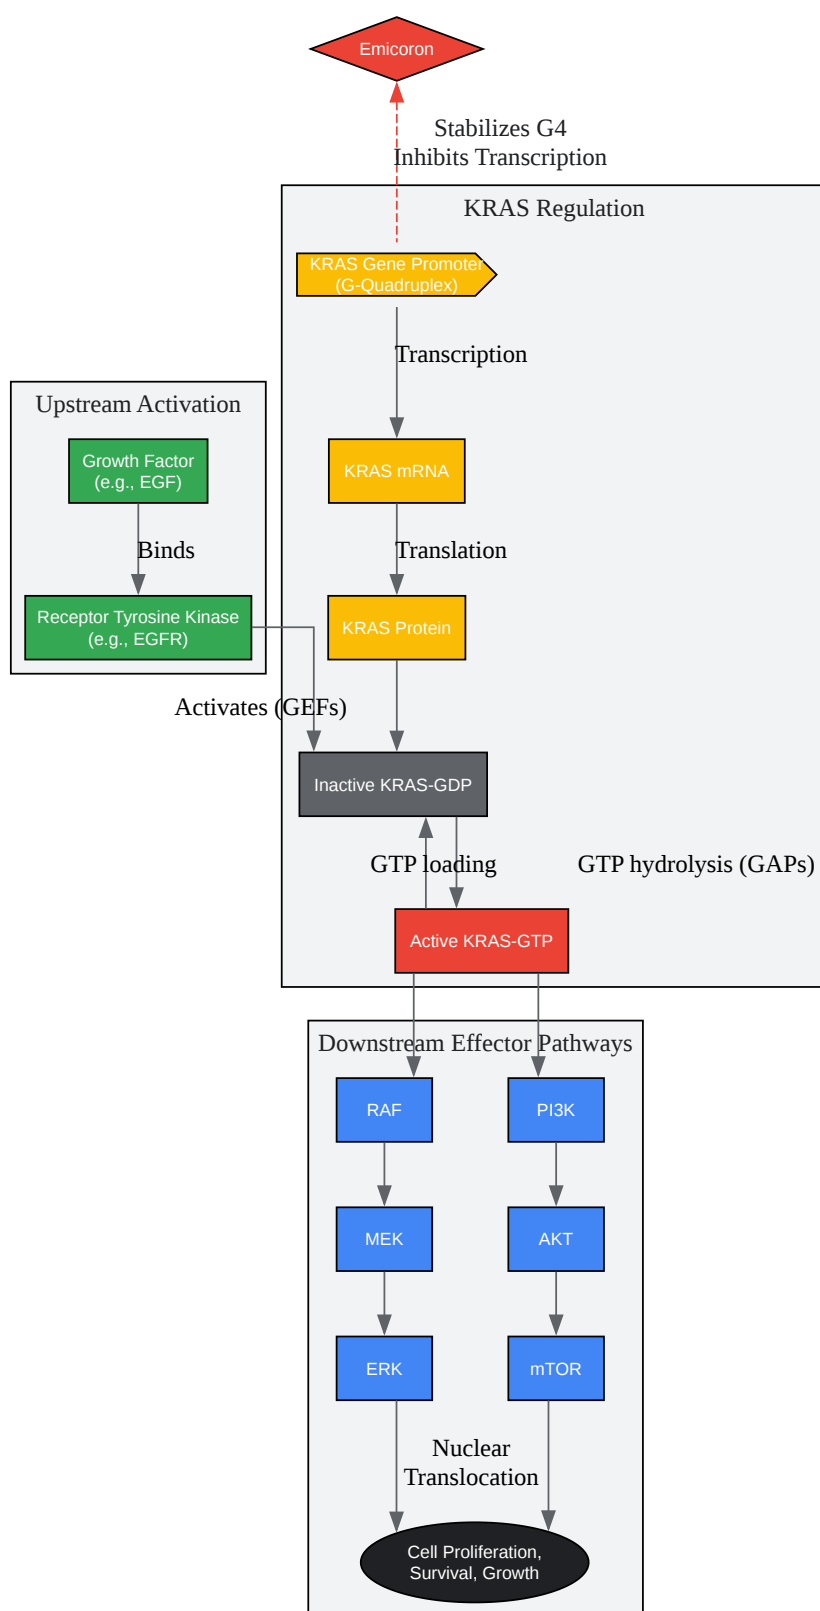 Emicoron
Stabilizes G4
Inhibits Transcription
KRAS Regulation
KRAS Gene Promoter
(G-Quadruplex)
Transcription
Upstream Activation
Growth Factor
(e.g., EGF)
KRAS mRNA
Binds
Translation
Receptor Tyrosine Kinase
(e.g., EGFR)
KRAS Protein
Activates (GEFs)
Inactive KRAS-GDP
GTP loading
GTP hydrolysis (GAPs)
Active KRAS-GTP
Downstream Effector Pathways
RAF
PI3K
MEK
AKT
ERK
mTOR
Nuclear
Translocation
Cell Proliferation,
Survival, Growth